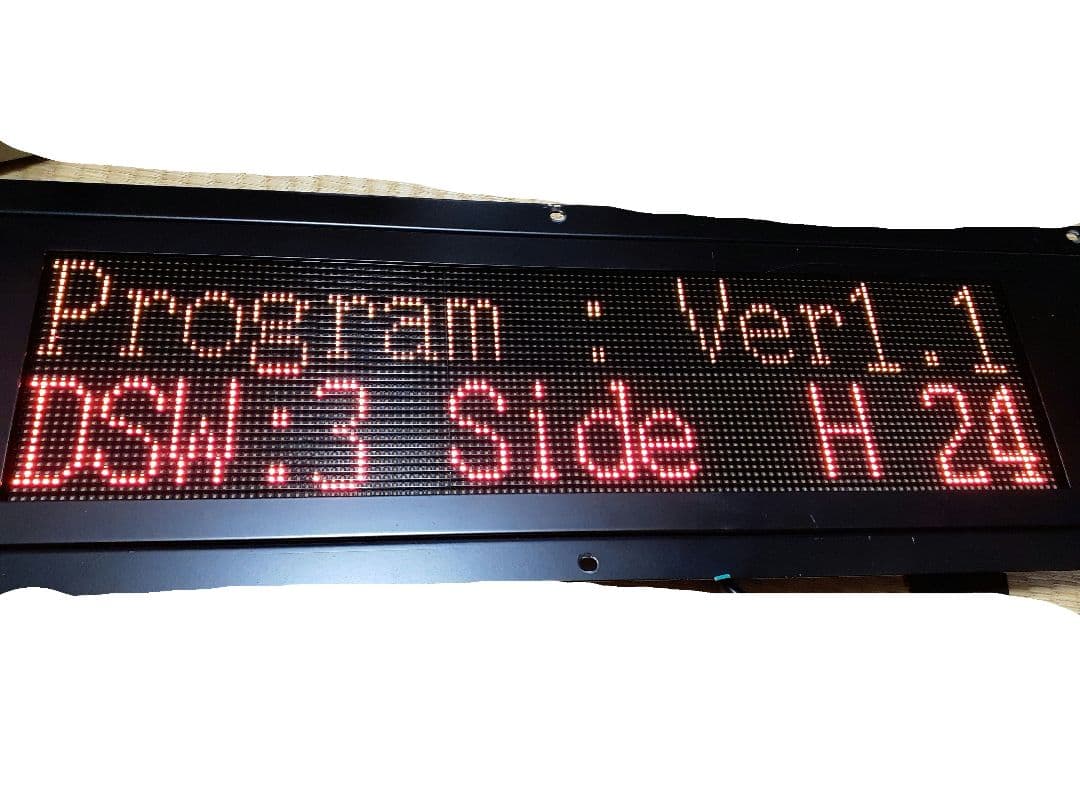 Program : Ver1.1
DSW:3 Side H 24